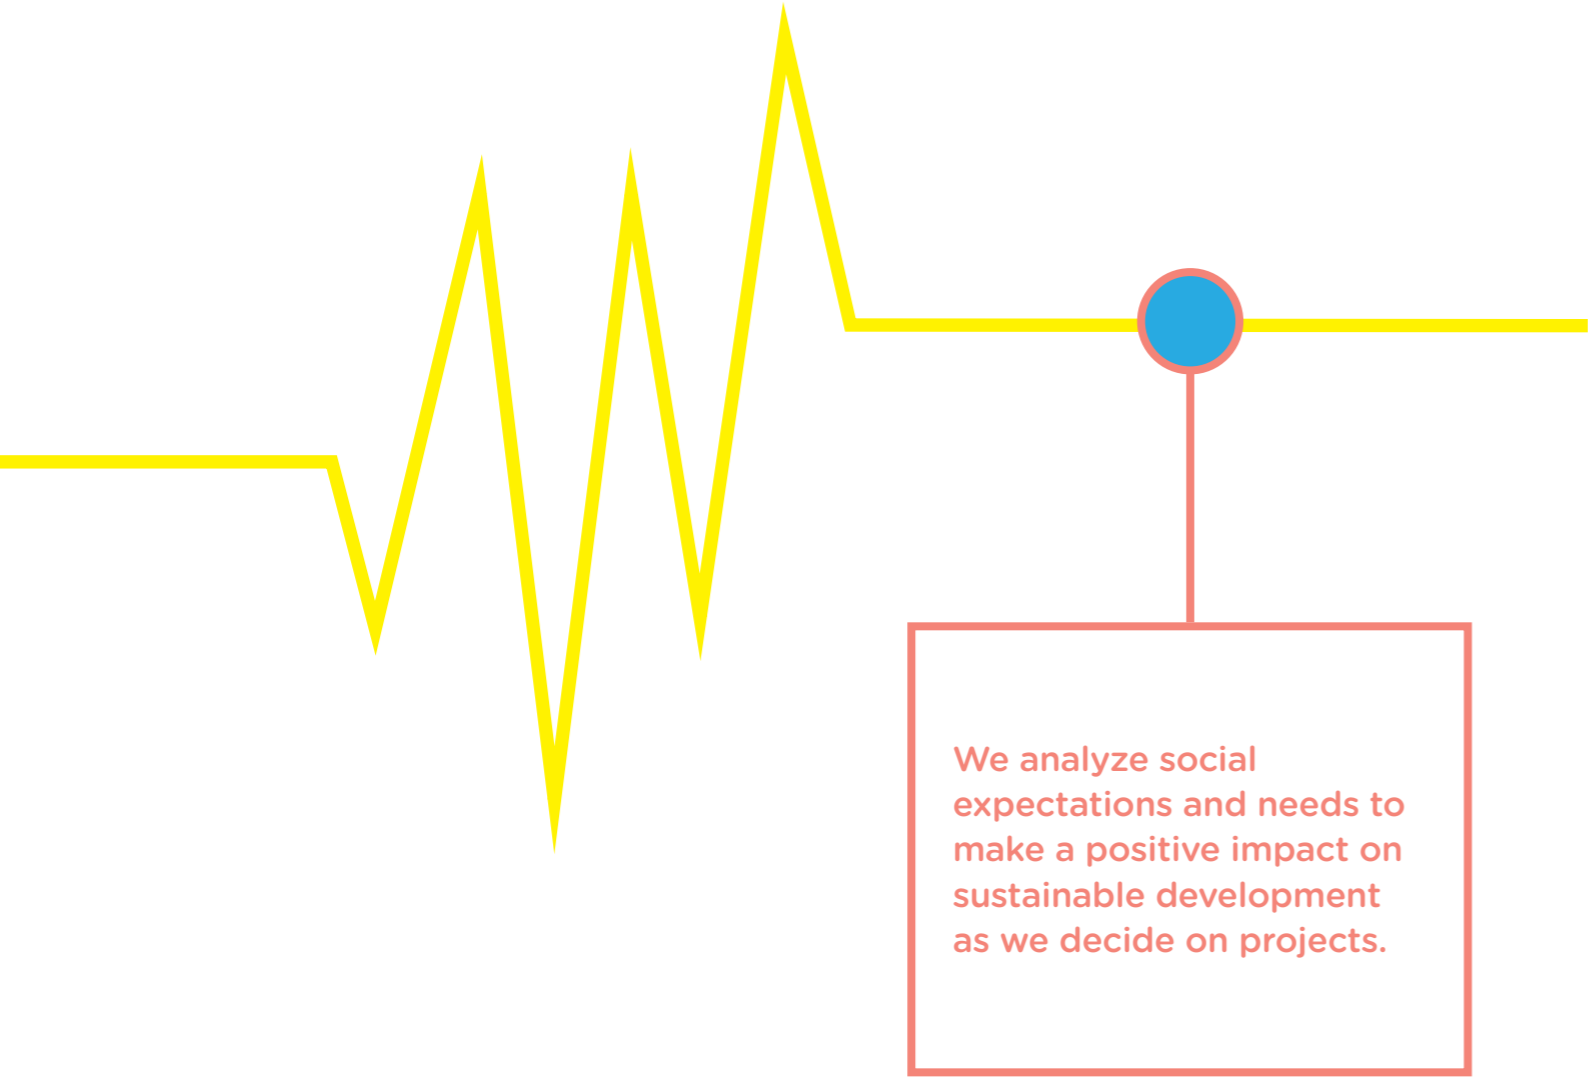 We analyze social
expectations and needs to
make a positive impact on
sustainable development
as we decide on projects.